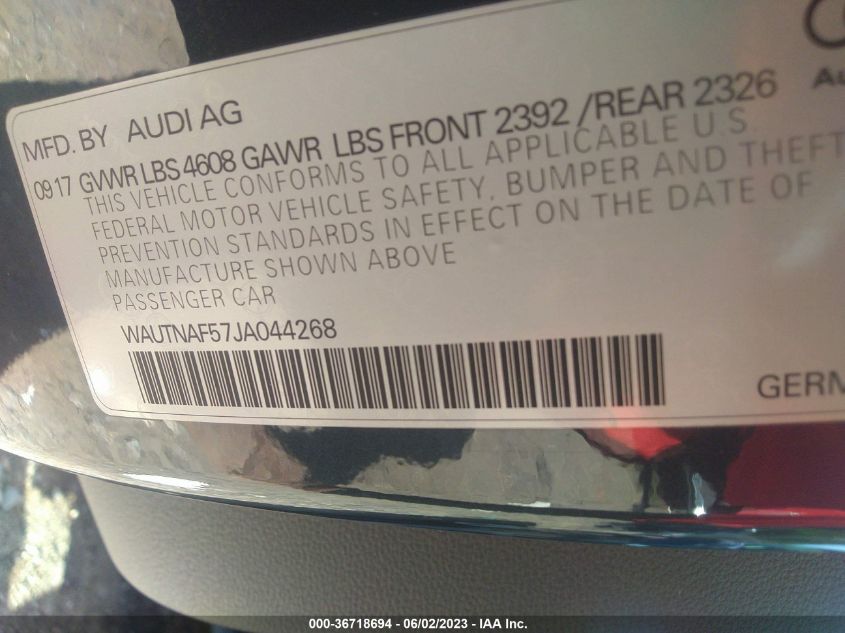 MFD. BY AUDI AG
0917 GVWR LBS 4608 GAWR LBS FRONT 2392 /REAR 2326
THIS VEHICLE CONFORMS TO ALL APPLICABLE U.S.
FEDERAL MOTOR VEHICLE SAFETY, BUMPER AND THEFT
PREVENTION STANDARDS IN EFFECT ON THE DATE OF
MANUFACTURE SHOWN ABOVE
PASSENGER CAR
WAUTNAF57JA044268
GERM
Au
000-36718694 - 06/02/2023 - IAA Inc.